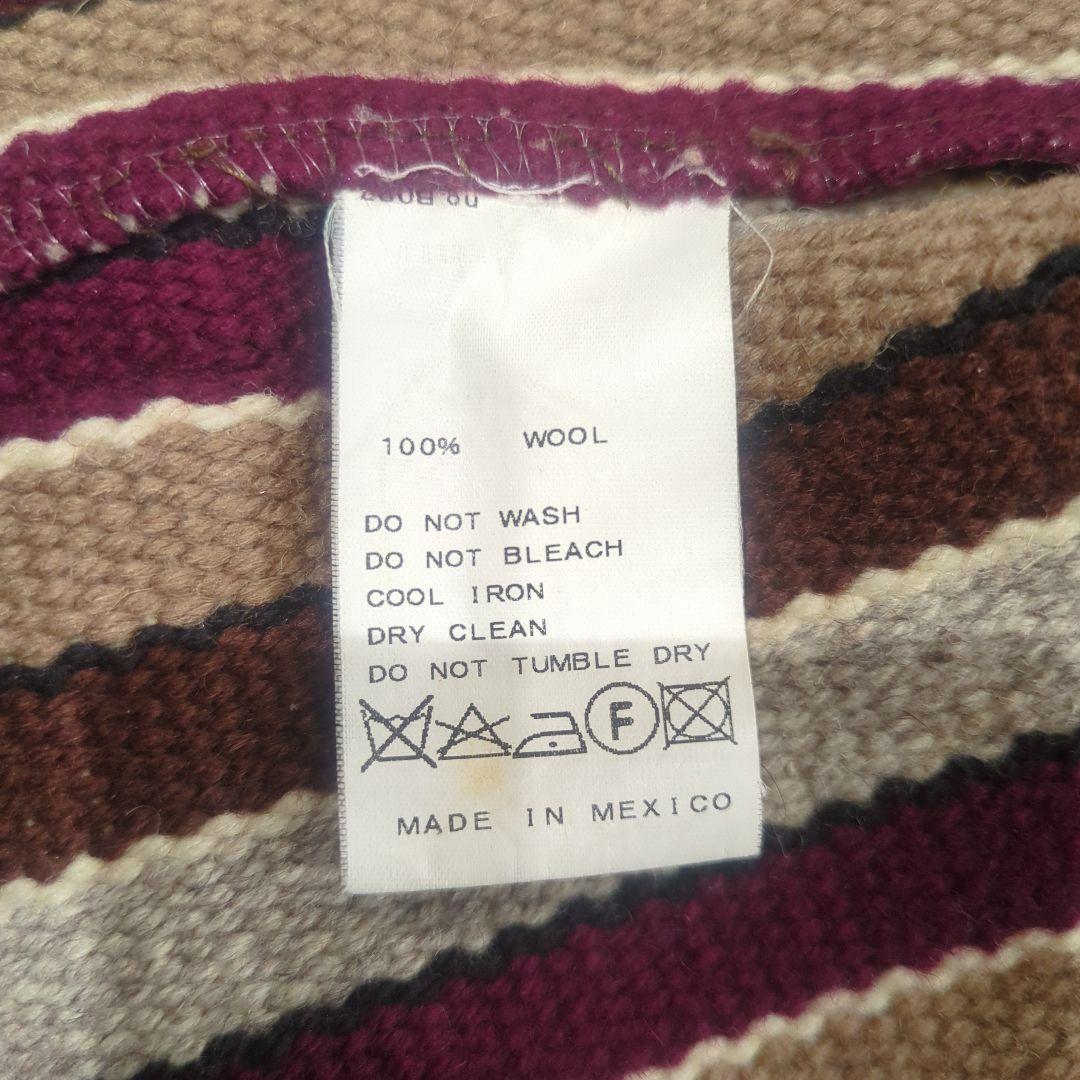 100% WOOL
DO NOT WASH
DO NOT BLEACH
COOL IRON
DRY CLEAN
DO NOT TUMBLE DRY
F
MADE IN MEXICO